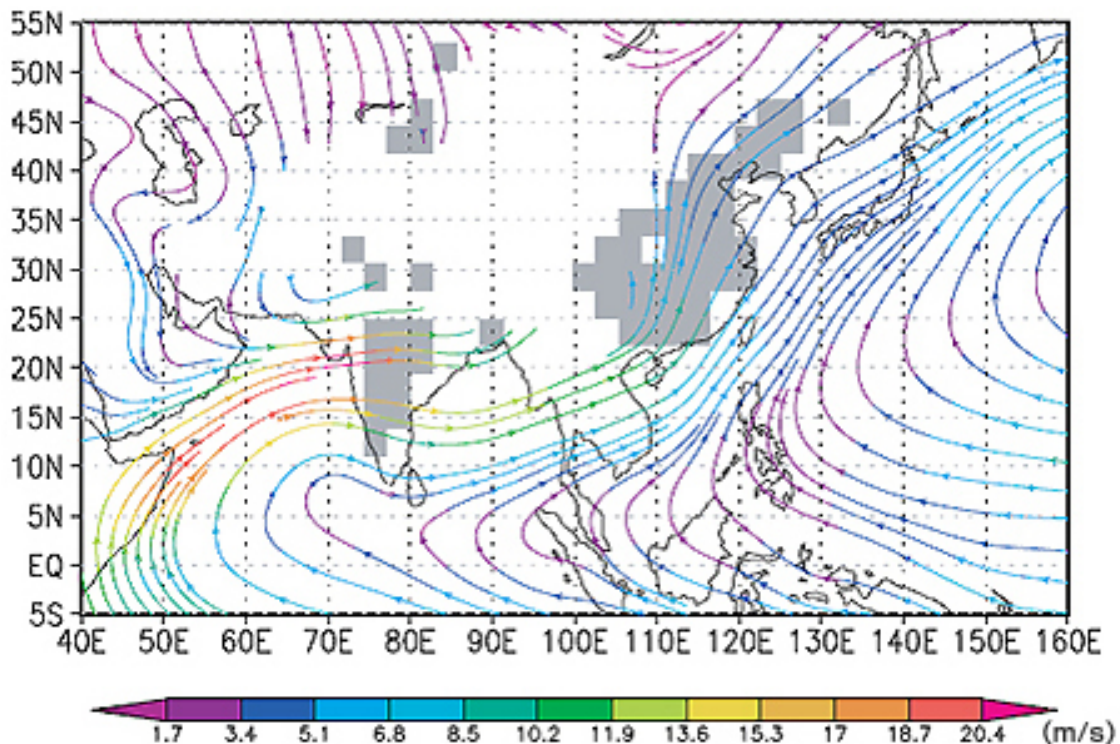 55N
50N
45N
40N
35N
30N
25N
20N
15N
10N
5N
EQ
5S
40E 50E 60E 70E 80E 90E 100E 110E 120E 130E 140E 150E 160E
1.7 3.4 5.1 6.8 8.5 10.2 11.9 13.6 15.3 17 18.7 20.4 (m/s)